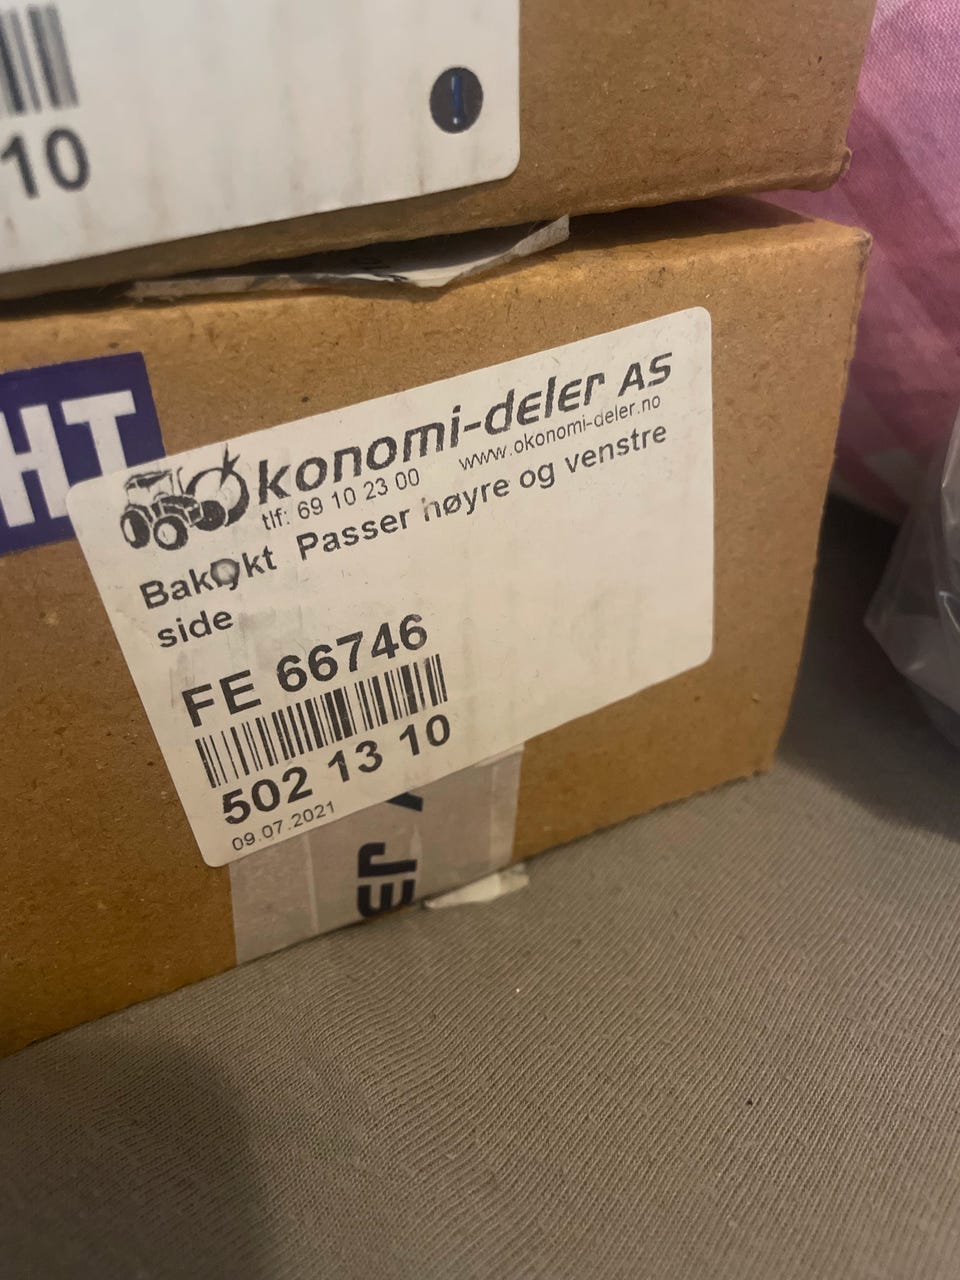 10
HT
Økonomi-deler AS
tlf: 69 10 23 00 www.okonomi-deler.no
Baklykt Passer høyre og venstre
side
FE 66746
502 13 10
09.07.2021